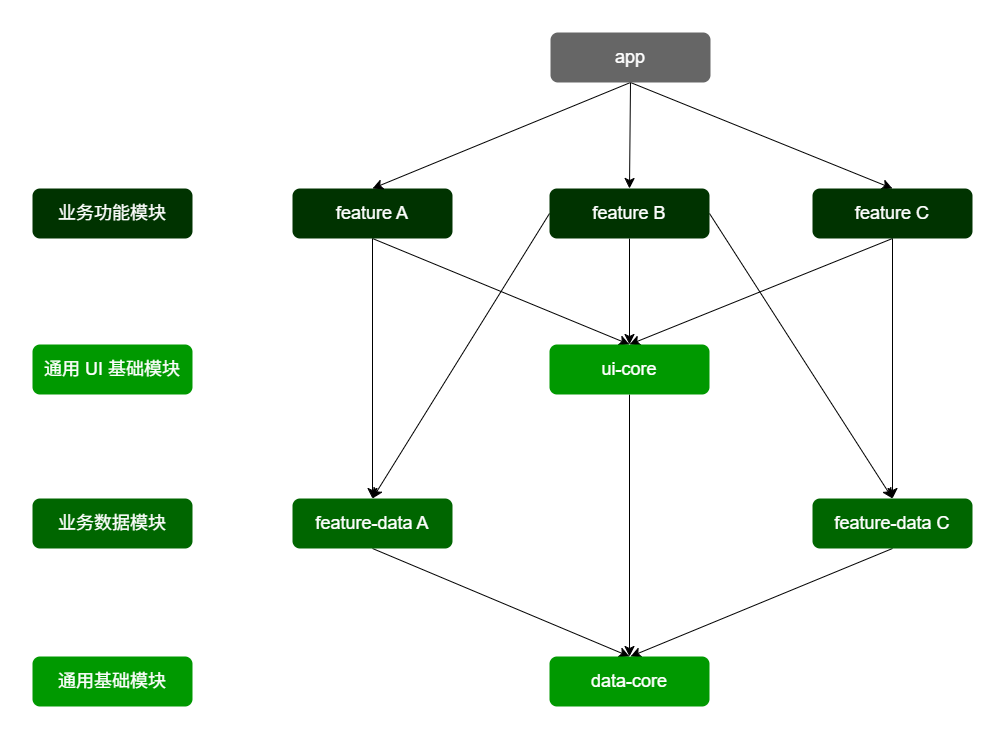 app
业务功能模块
feature A
feature B
feature C
通用 UI 基础模块
ui-core
业务数据模块
feature-data A
feature-data C
通用基础模块
data-core